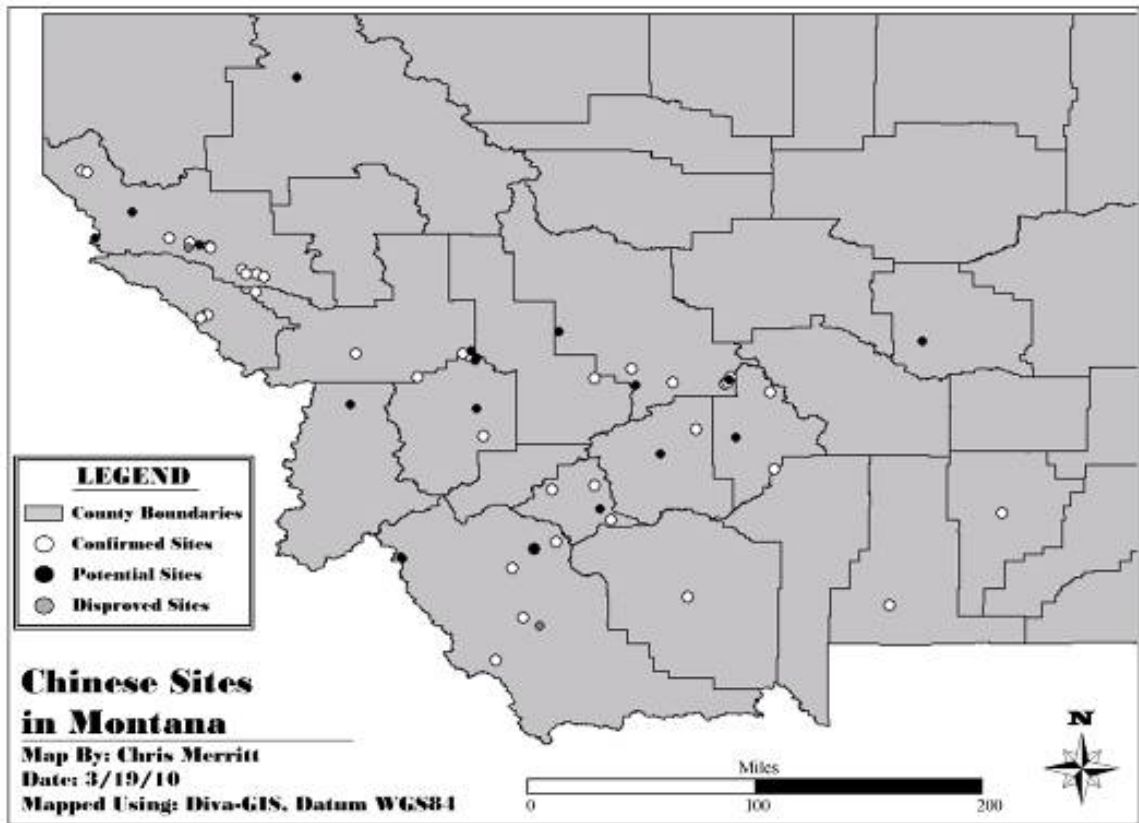 LEGEND
County Boundaries
Confirmed Sites
Potential Sites
Disproved Sites
Chinese Sites
in Montana
Map By: Chris Merritt
Date: 3/19/10
Mapped Using: Diva-GIS, Datum WGS84
Miles
0 100 200
N